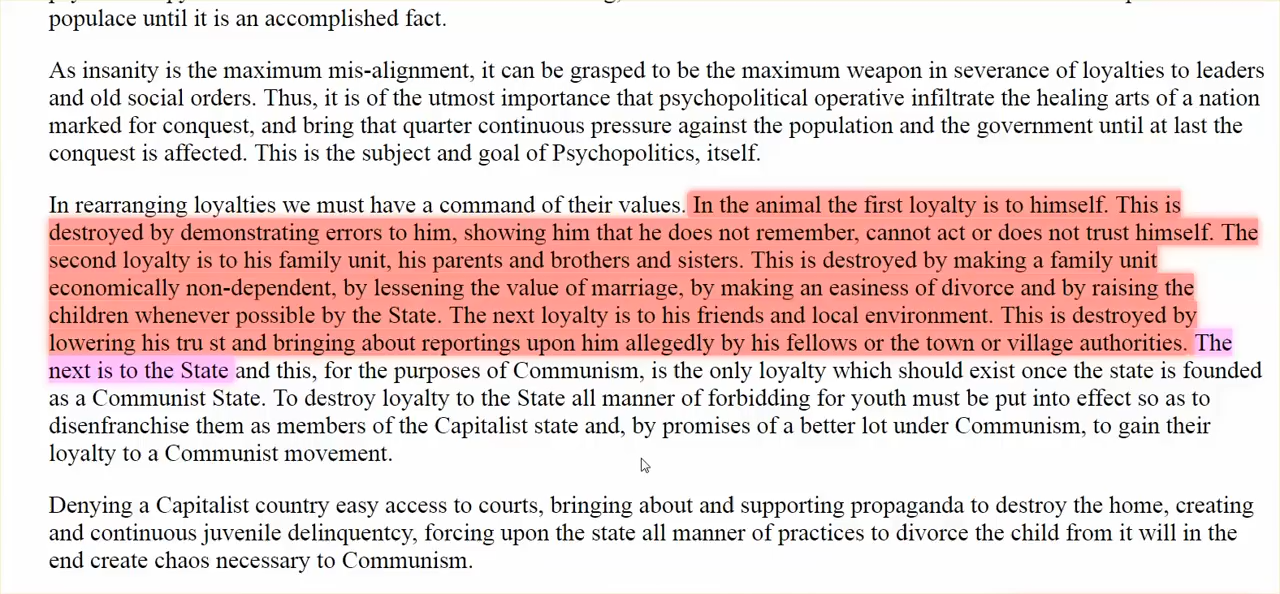 populace until it is an accomplished fact.
As insanity is the maximum mis-alignment, it can be grasped to be the maximum weapon in severance of loyalties to leaders
and old social orders. Thus, it is of the utmost importance that psychopolitical operative infiltrate the healing arts of a nation
marked for conquest, and bring that quarter continuous pressure against the population and the government until at last the
conquest is affected. This is the subject and goal of Psychopolitics, itself.
In rearranging loyalties we must have a command of their values. In the animal the first loyalty is to himself. This is
destroyed by demonstrating errors to him, showing him that he does not remember, cannot act or does not trust himself. The
second loyalty is to his family unit, his parents and brothers and sisters. This is destroyed by making a family unit
economically non-dependent, by lessening the value of marriage, by making an easiness of divorce and by raising the
children whenever possible by the State. The next loyalty is to his friends and local environment. This is destroyed by
lowering his tru st and bringing about reportings upon him allegedly by his fellows or the town or village authorities. The
next is to the State and this, for the purposes of Communism, is the only loyalty which should exist once the state is founded
as a Communist State. To destroy loyalty to the State all manner of forbidding for youth must be put into effect so as to
disenfranchise them as members of the Capitalist state and, by promises of a better lot under Communism, to gain their
loyalty to a Communist movement.
Denying a Capitalist country easy access to courts, bringing about and supporting propaganda to destroy the home, creating
and continuous juvenile delinquentcy, forcing upon the state all manner of practices to divorce the child from it will in the
end create chaos necessary to Communism.